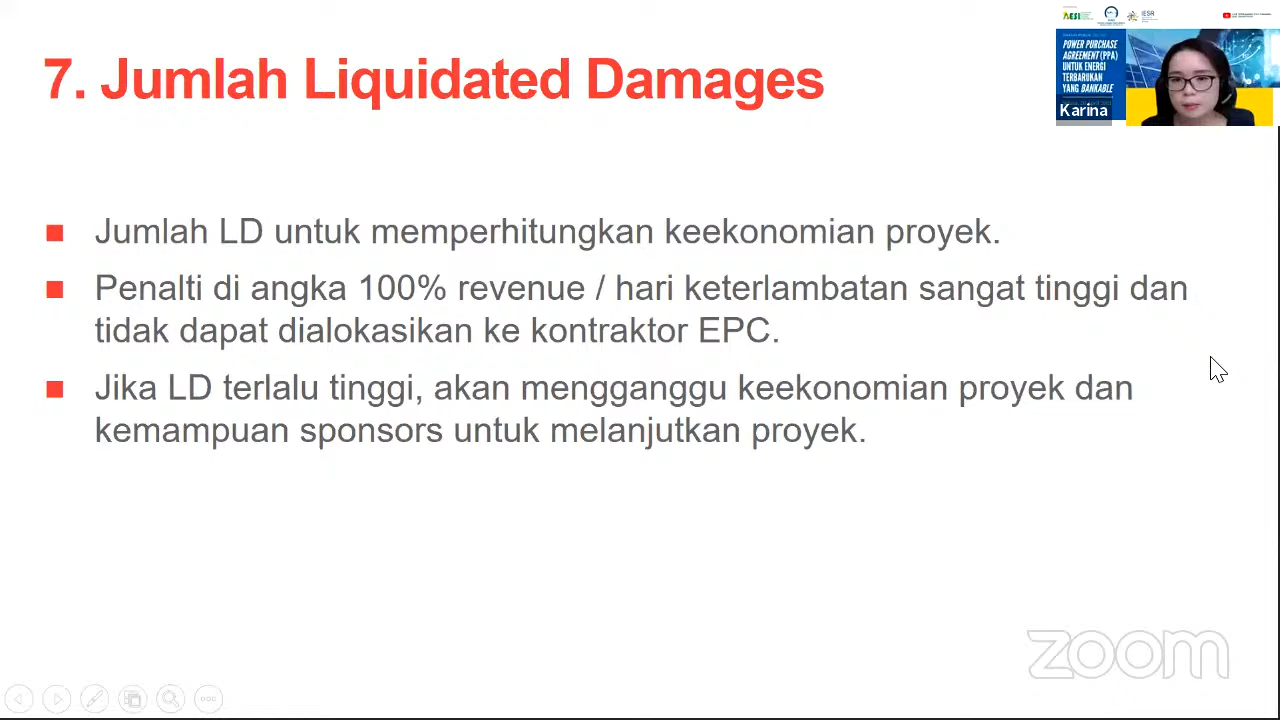 7. Jumlah Liquidated Damages
AESI
IESR
POWER PURCHASE
AGREEMENT (PPA)
UNTUK ENERGI
TERBARUKAN
YANG BANKABLE
Karina
Jumlah LD untuk memperhitungkan keekonomian proyek.
Penalti di angka 100% revenue / hari keterlambatan sangat tinggi dan
tidak dapat dialokasikan ke kontraktor EPC.
Jika LD terlalu tinggi, akan mengganggu keekonomian proyek dan
kemampuan sponsors untuk melanjutkan proyek.
zoom